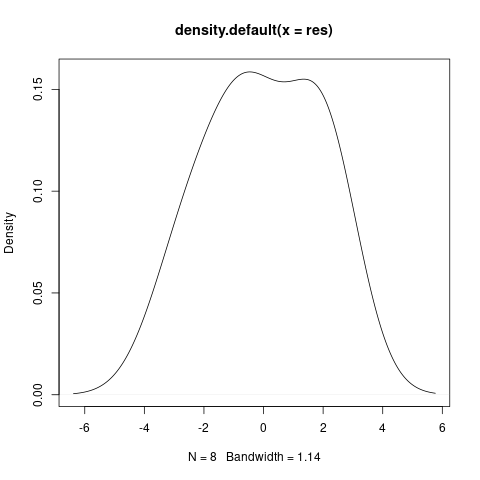 density.default(x = res)
Density
0.15
0.10
0.05
0.00
-6 -4 -2 0 2 4 6
N = 8 Bandwidth = 1.14